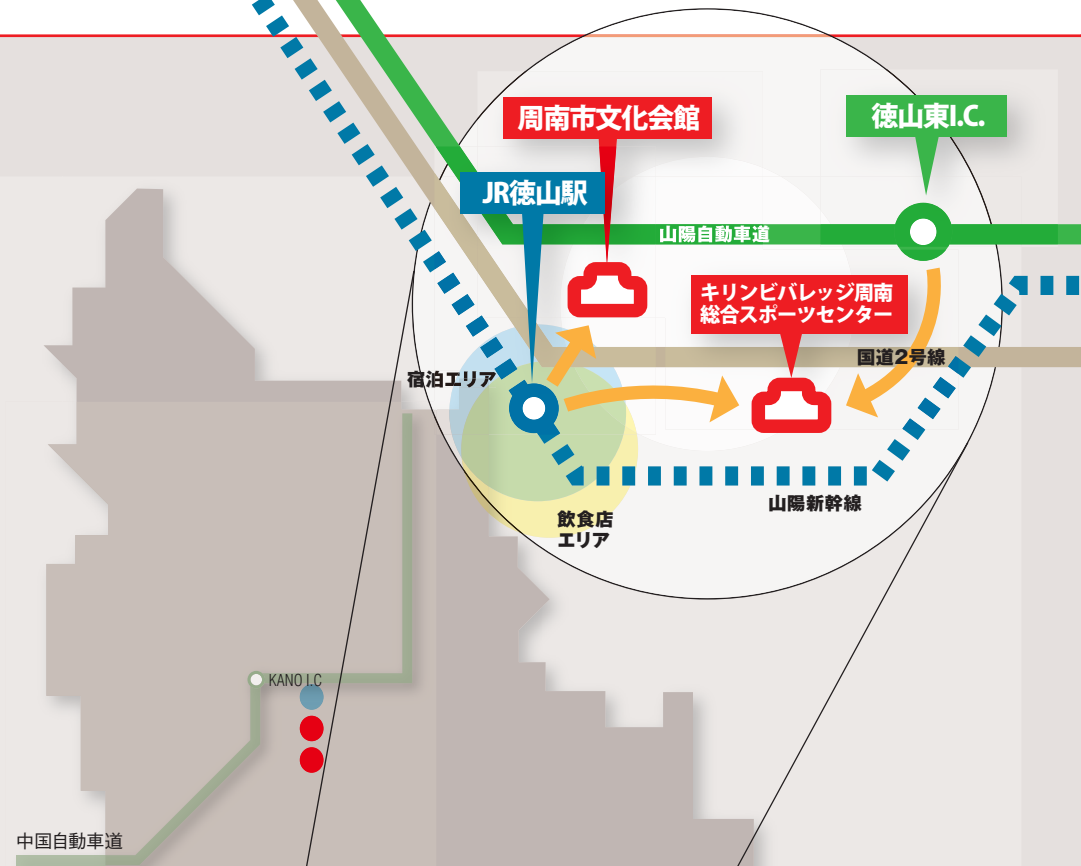 周南市文化会館
徳山東I.C.
JR徳山駅
山陽自動車道
キリンビバレッジ周南
総合スポーツセンター
国道2号線
宿泊エリア
山陽新幹線
飲食店
エリア
KANO I.C
中国自動車道